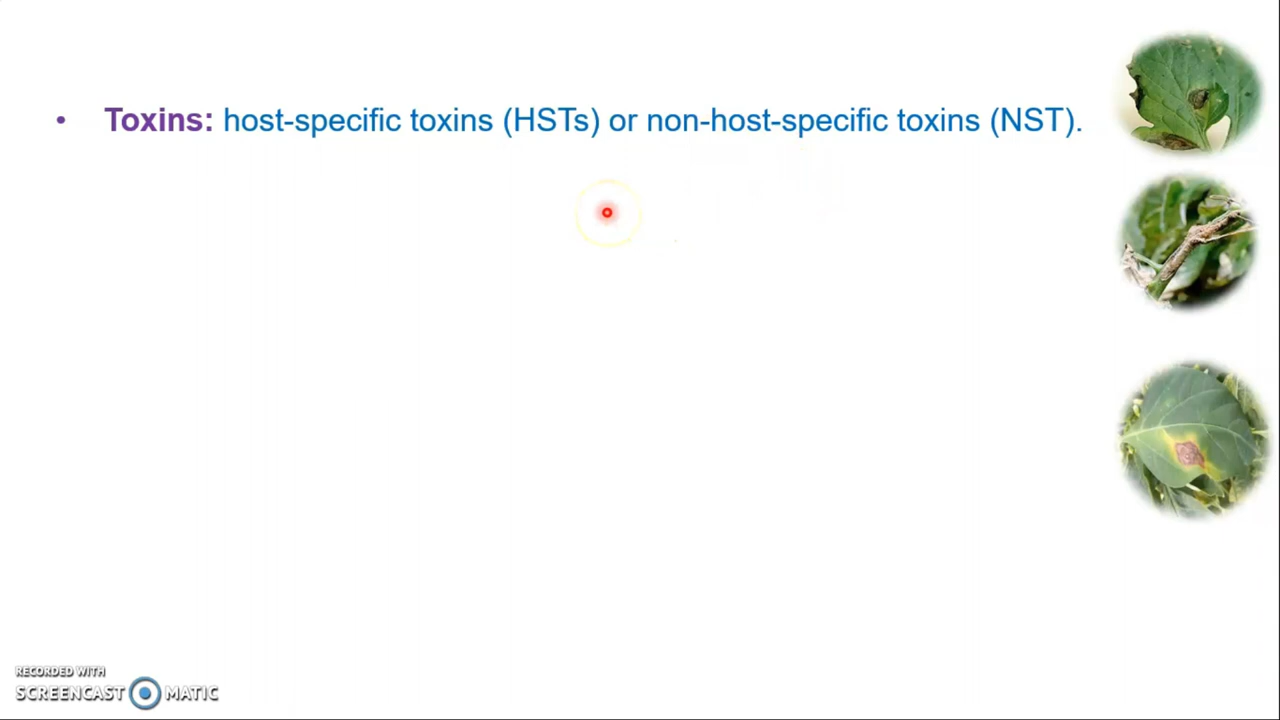 • Toxins: host-specific toxins (HSTs) or non-host-specific toxins (NST).
RECORDED WITH
SCREENCAST MATIC